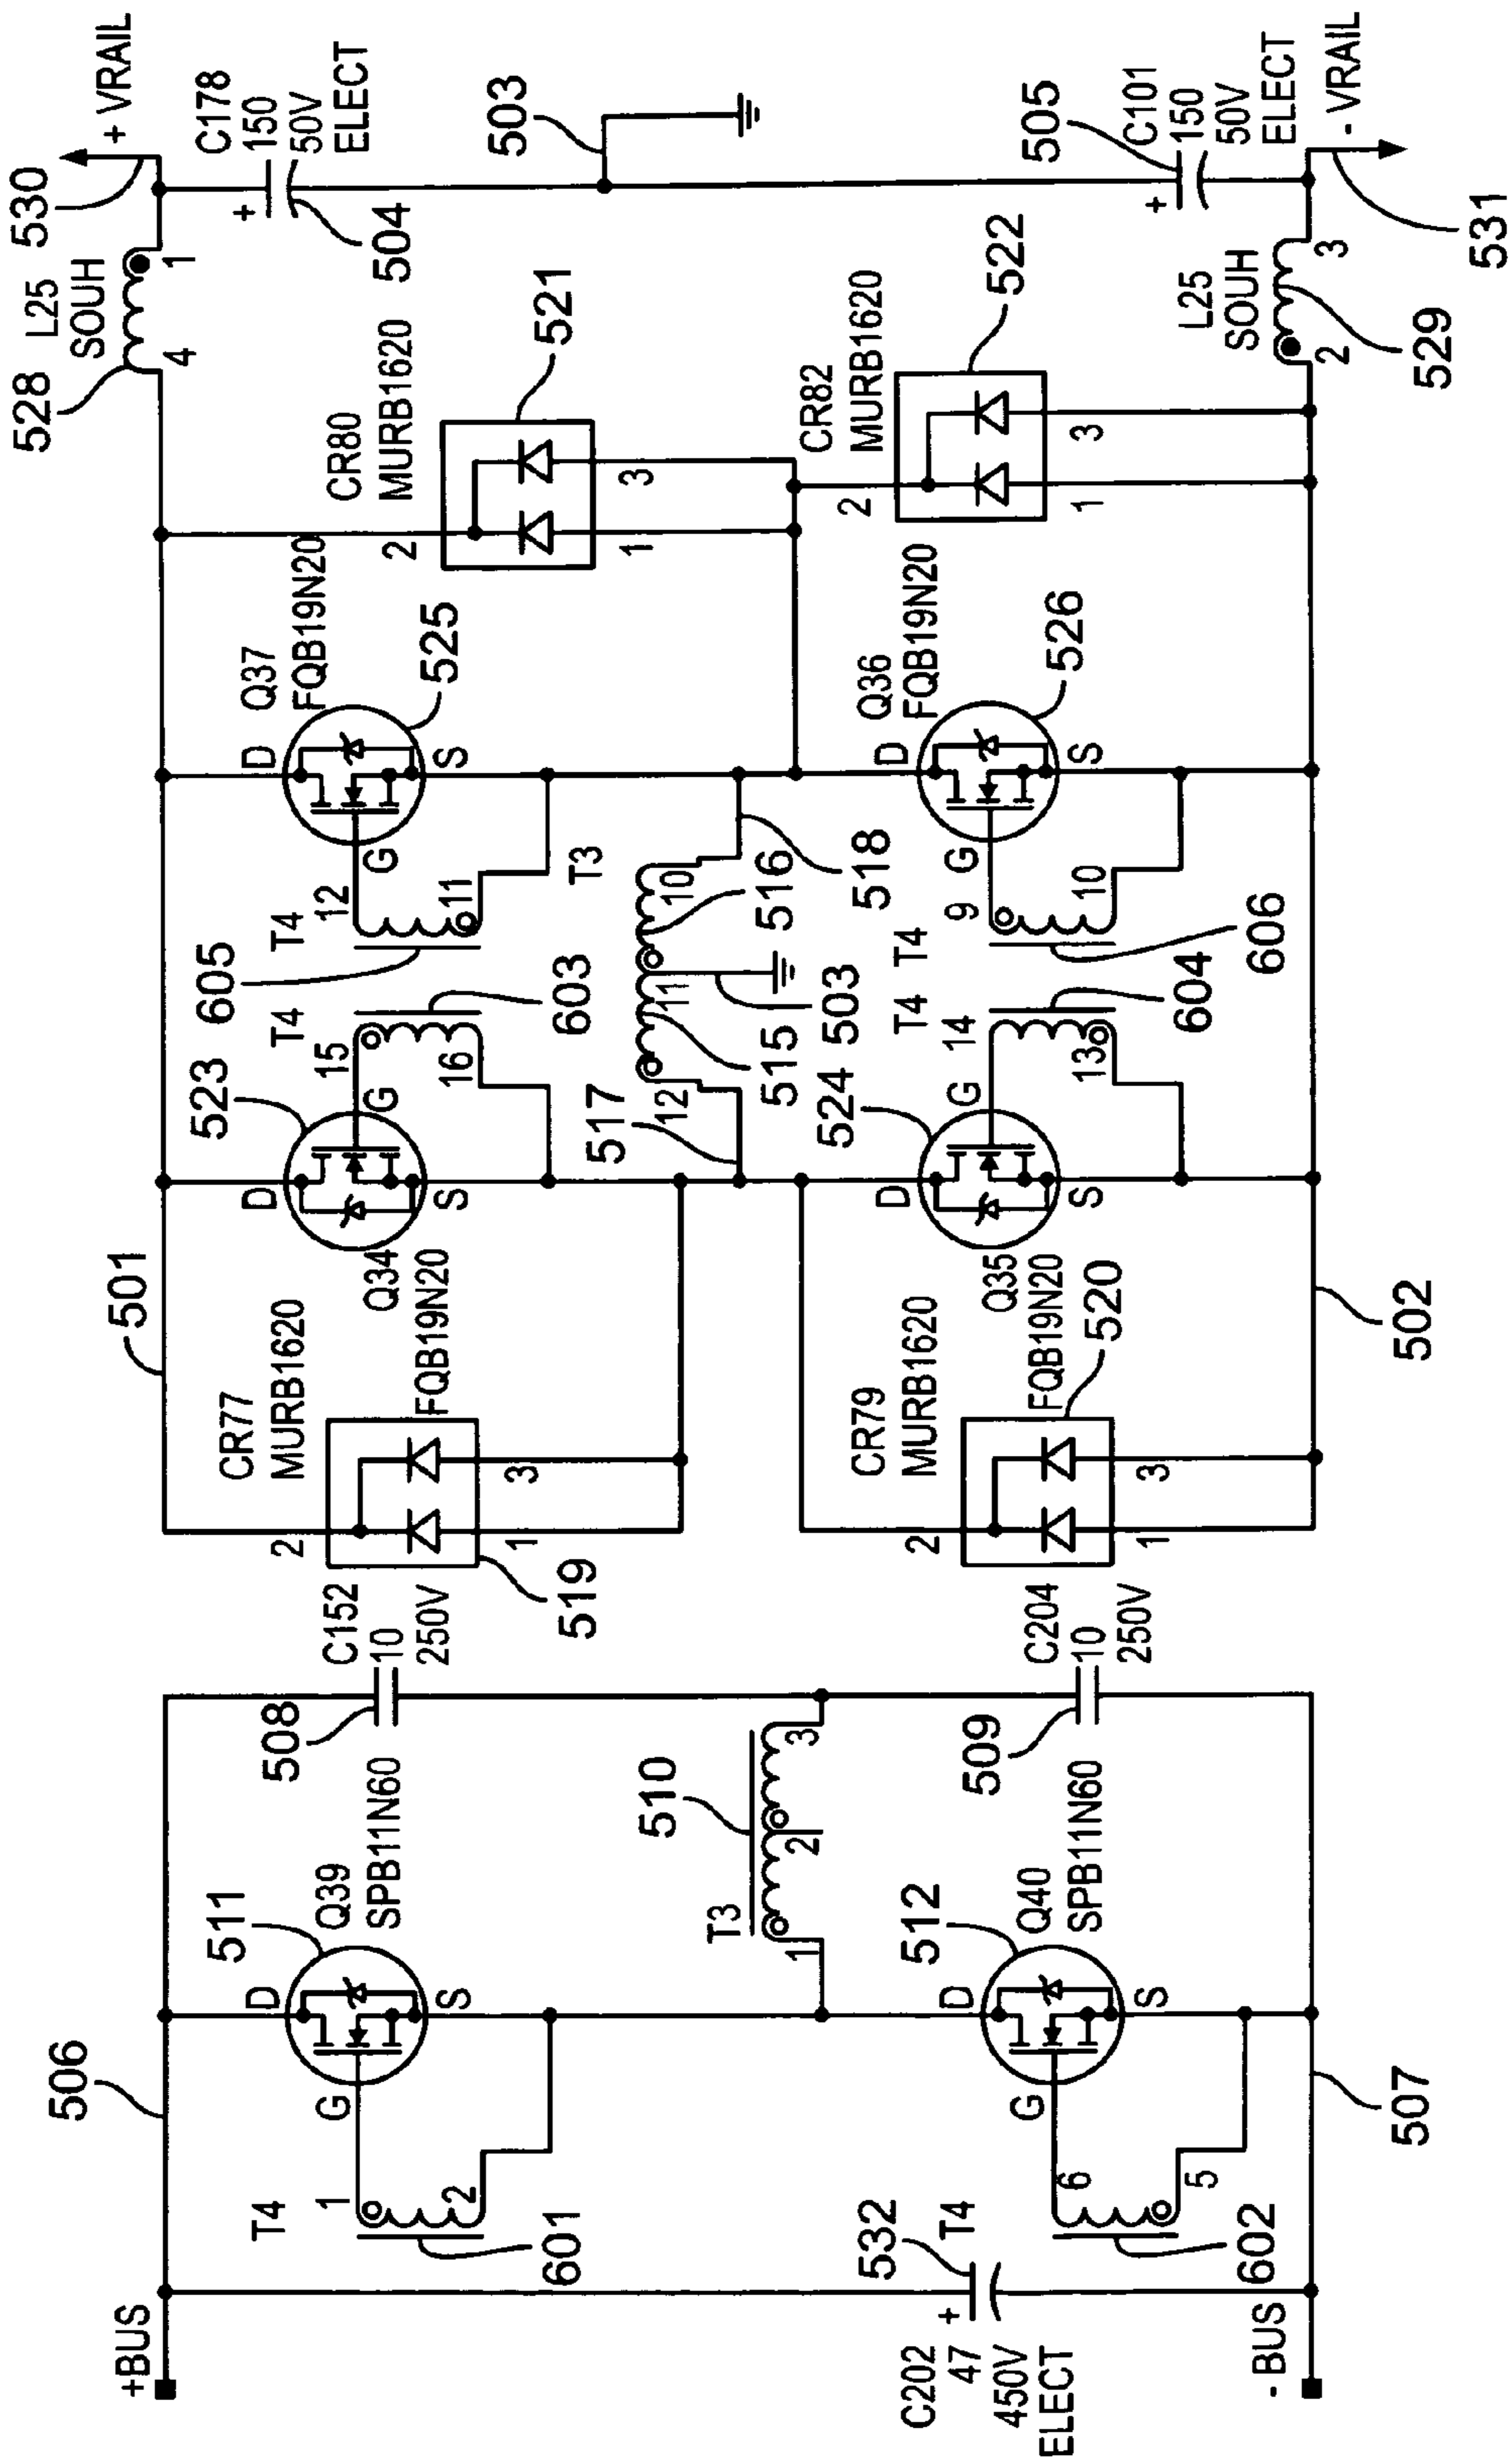 +BUS
506
511
Q39
SPB11N60
D
G
S
T4
1
2
601
C202
47
450V
ELECT
+
532
T4
6
5
602
512
Q40
SPB11N60
D
G
S
507
- BUS
T3
510
1
2
3
508
C152
10
250V
509
C204
10
250V
501
CR77
MURB1620
2
1
3
519
Q34
FQB19N20
523
D
G
S
T4
15
16
603
605
T4
12
11
Q37
FQB19N20
525
D
G
S
T3
517
12
515
11
503
516
10
518
CR79
MURB1620
2
1
3
520
Q35
FQB19N20
524
D
G
S
T4
14
13
604
T4
9
10
606
Q36
FQB19N20
526
D
G
S
502
CR80
MURB1620
2
1
3
521
CR82
MURB1620
2
1
3
522
528
L25
SOUH
4
1
530
+ VRAIL
C178
150
50V
ELECT
+
504
503
505
C101
150
50V
ELECT
+
L25
SOUH
2
3
529
- VRAIL
531